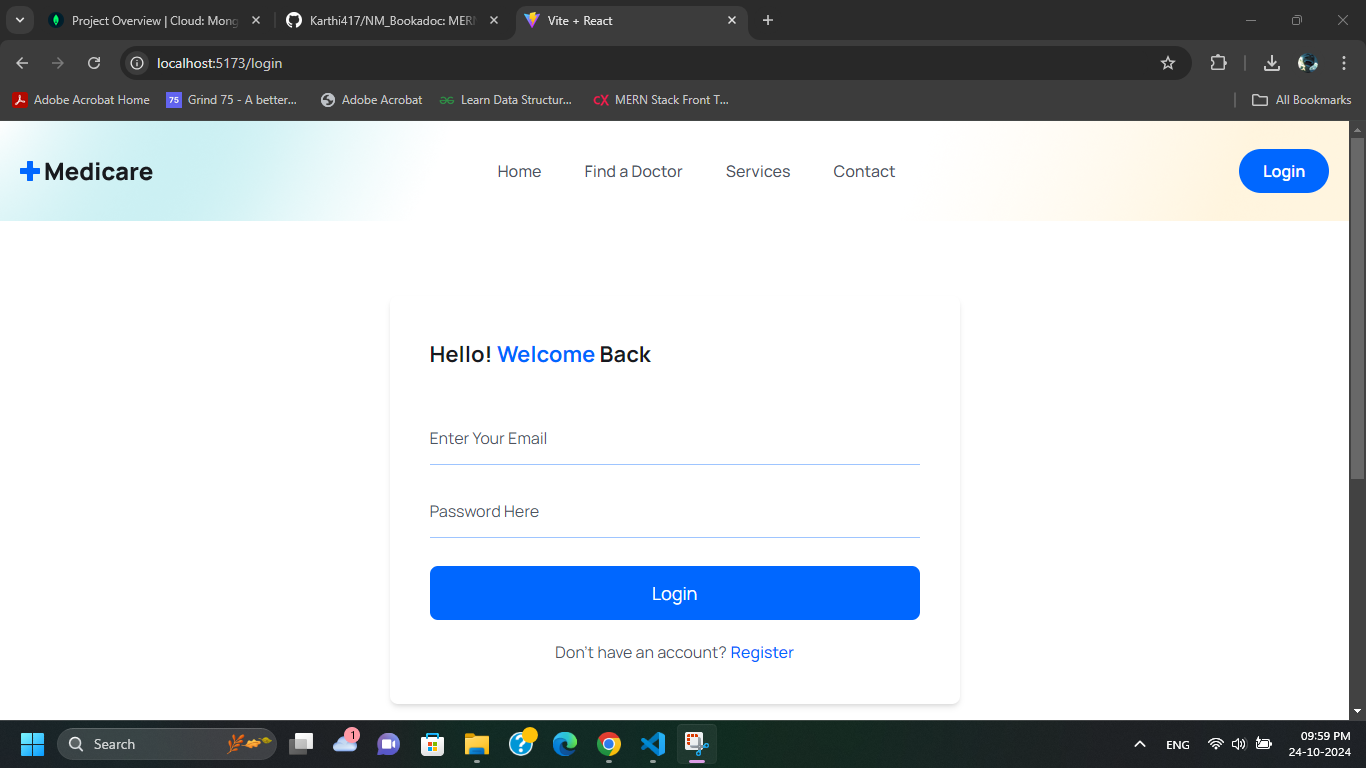 Project Overview | Cloud: Mong
Karthi417/NM_Bookadoc: MERN
Vite + React
localhost:5173/login
Adobe Acrobat Home
75
Grind 75 - A better...
Adobe Acrobat
Learn Data Structur...
CX
MERN Stack Front T...
All Bookmarks
Medicare
Home
Find a Doctor
Services
Contact
Login
Hello! Welcome Back
Enter Your Email
Password Here
Login
Don't have an account? Register
Search
1
ENG
09:59 PM
24-10-2024